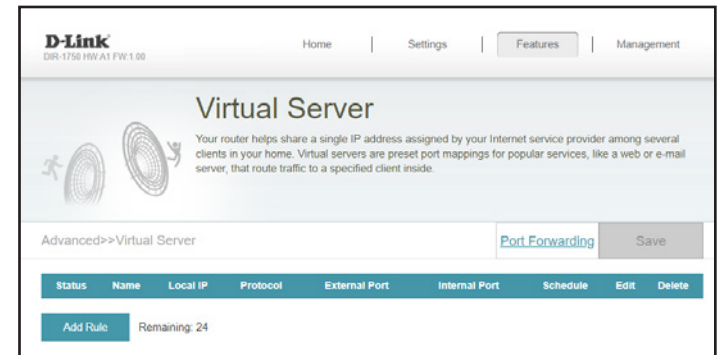 D-Link
DIR-1750 HW:A1 FW:1.00
Home | Settings | Features | Management
Virtual Server
Your router helps share a single IP address assigned by your Internet service provider among several
clients in your home. Virtual servers are preset port mappings for popular services, like a web or e-mail
server, that route traffic to a specified client inside.
Advanced>>Virtual Server
Port Forwarding
Save
Status Name Local IP Protocol External Port Internal Port Schedule Edit Delete
Add Rule Remaining: 24